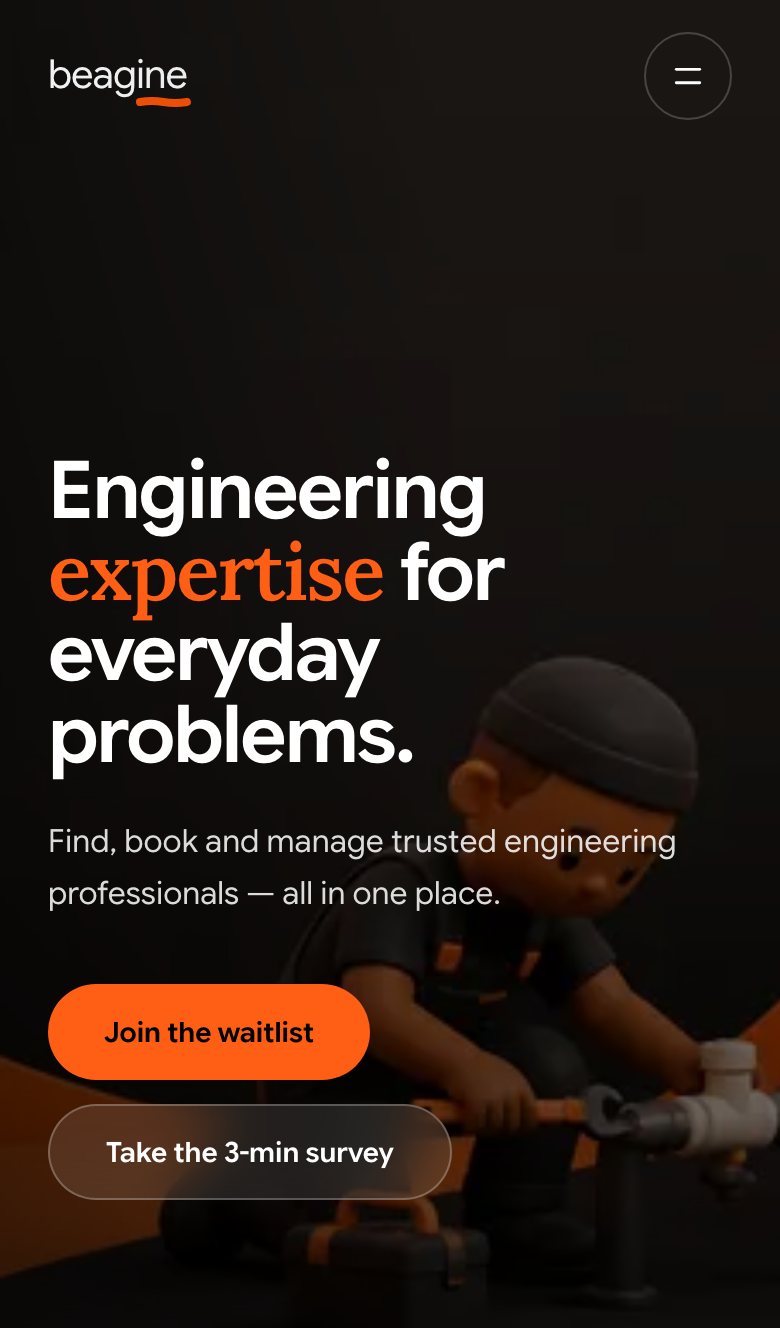 beagine
Engineering
expertise for
everyday
problems.
Find, book and manage trusted engineering
professionals — all in one place.
Join the waitlist
Take the 3-min survey